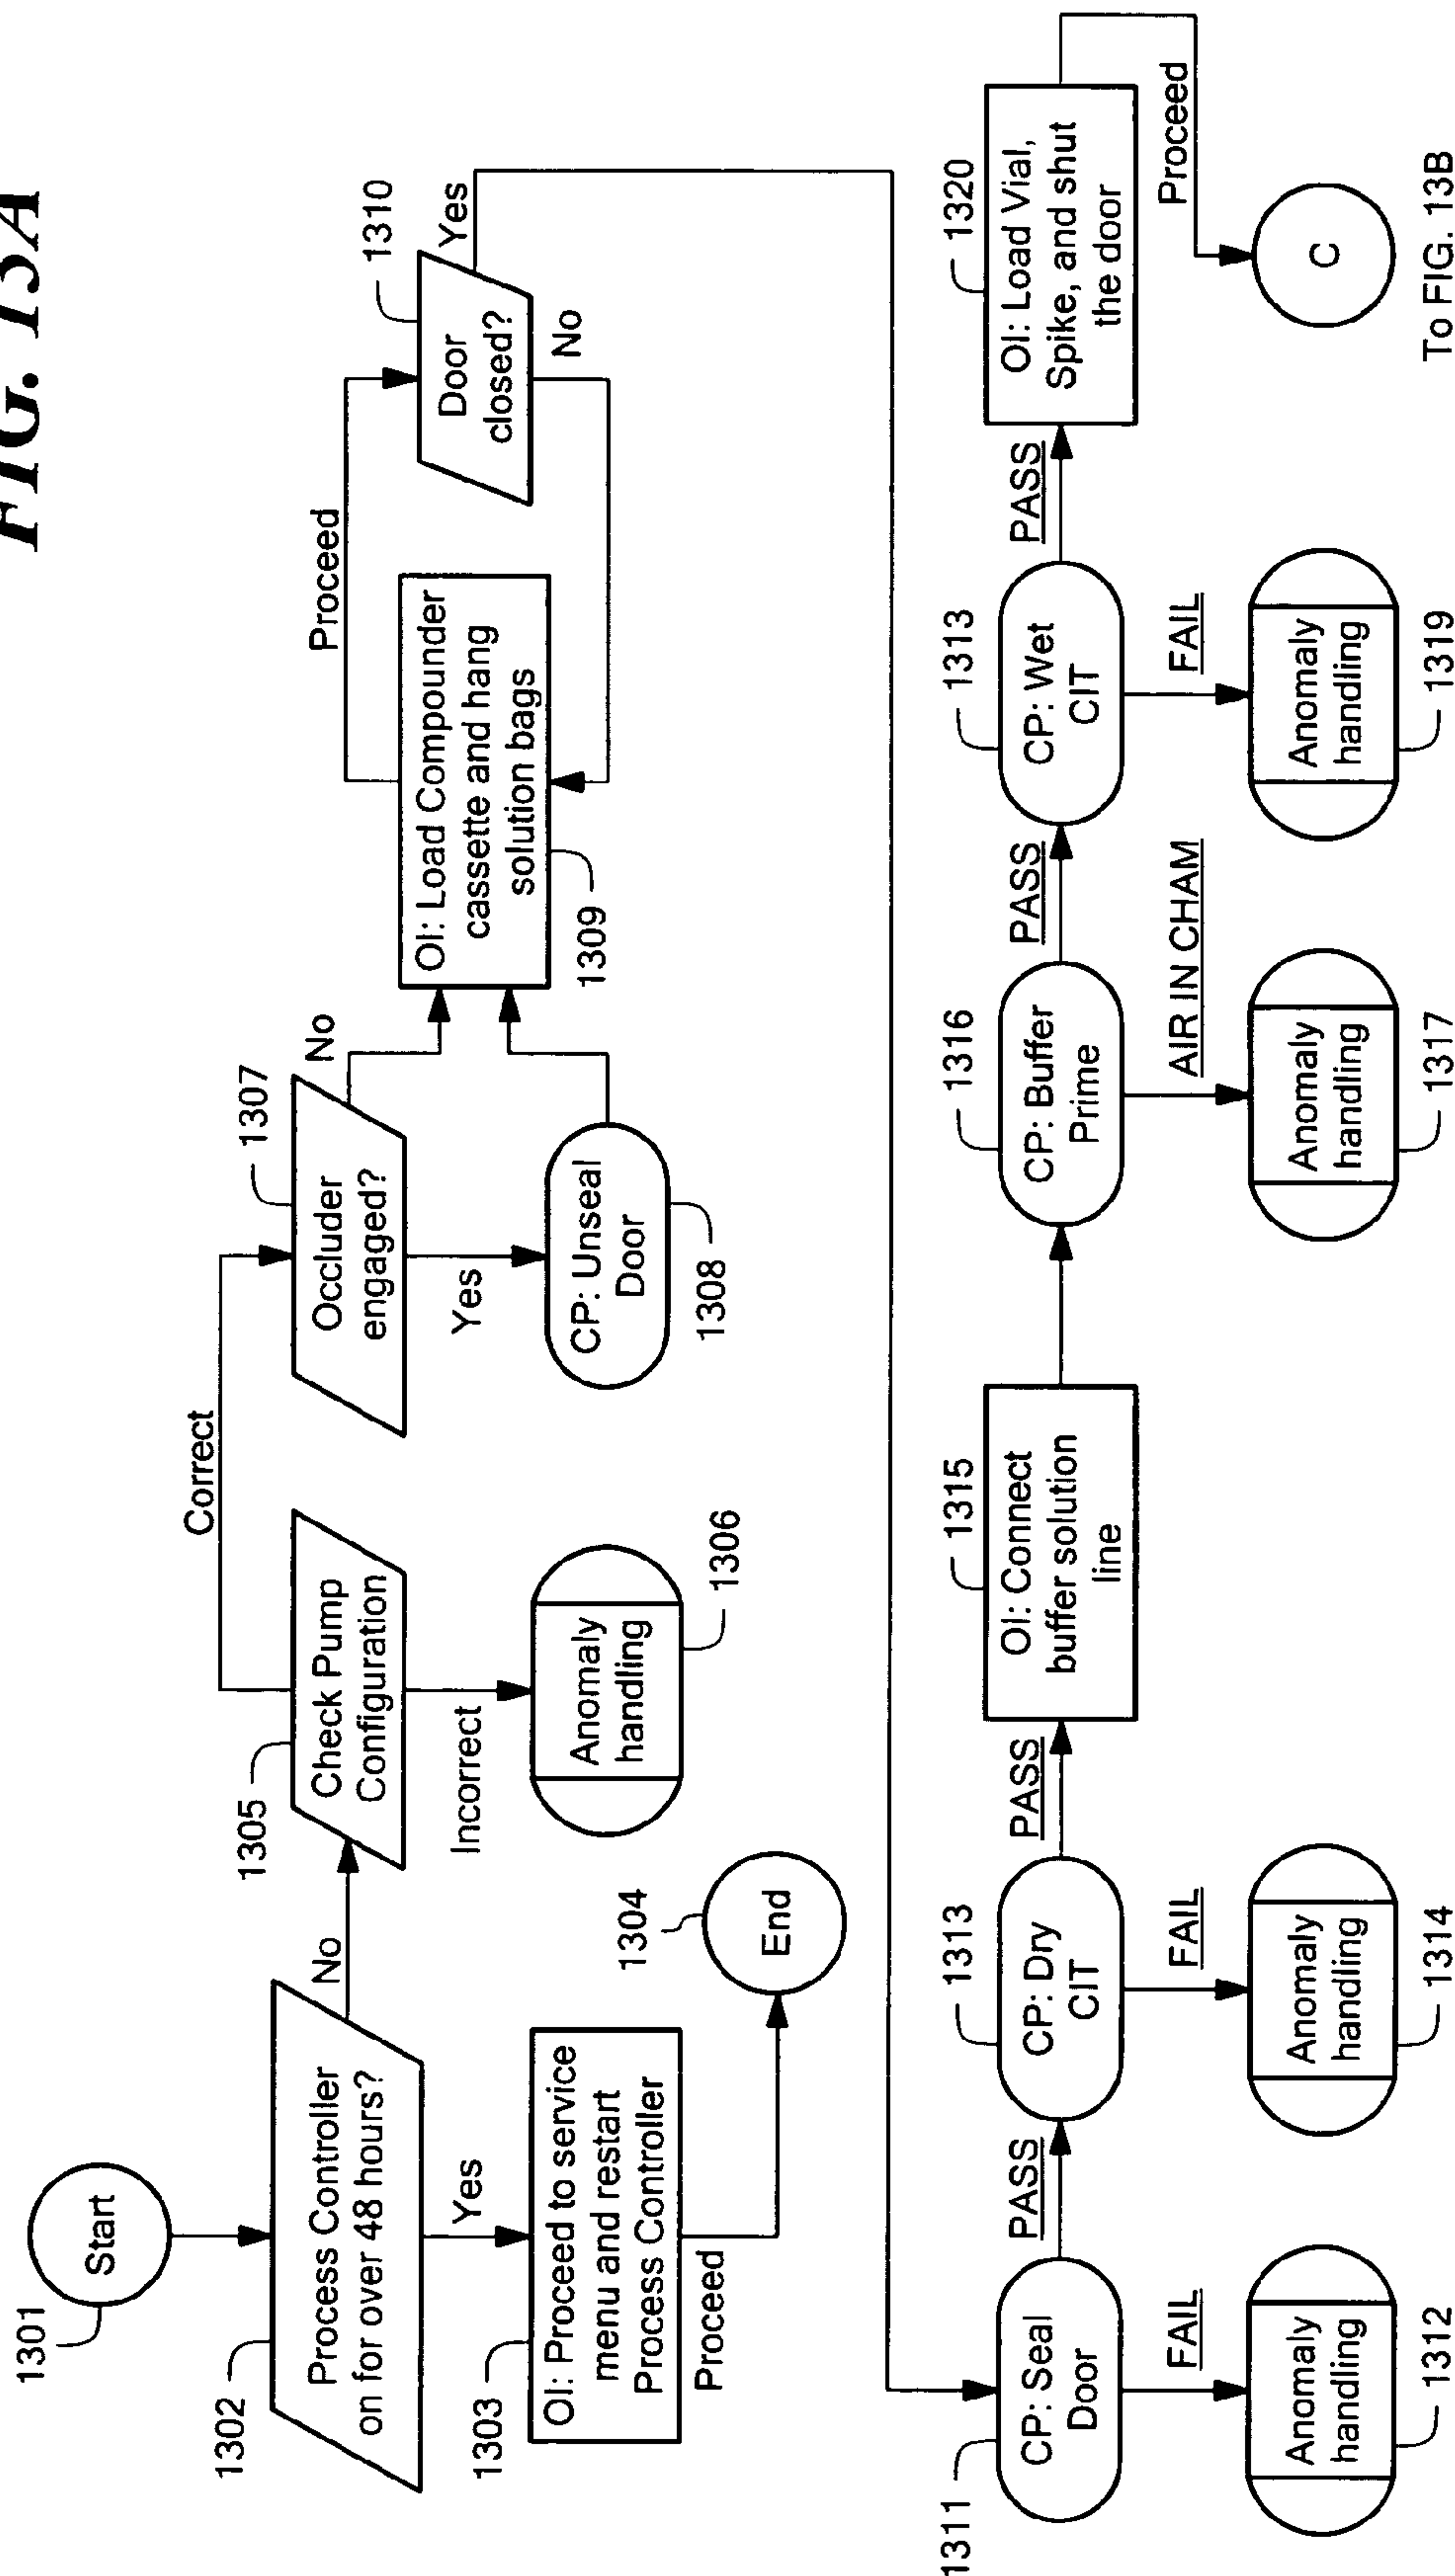 FIG. 13A
1301
Start
1302
Process Controller
on for over 48 hours?
No
Yes
1303
OI: Proceed to service
menu and restart
Process Controller
Proceed
1304
End
1305
Check Pump
Configuration
Correct
Incorrect
Anomaly
handling
1306
1307
Occluder
engaged?
No
Yes
CP: Unseal
Door
1308
OI: Load Compounder
cassette and hang
solution bags
1309
Proceed
1310
Door
closed?
Yes
No
1311
CP: Seal
Door
PASS
FAIL
Anomaly
handling
1312
1313
CP: Dry
CIT
PASS
FAIL
Anomaly
handling
1314
1315
OI: Connect
buffer solution
line
1316
CP: Buffer
Prime
PASS
AIR IN CHAM
Anomaly
handling
1317
1313
CP: Wet
CIT
PASS
FAIL
Anomaly
handling
1319
1320
OI: Load Vial,
Spike, and shut
the door
Proceed
C
To FIG. 13B